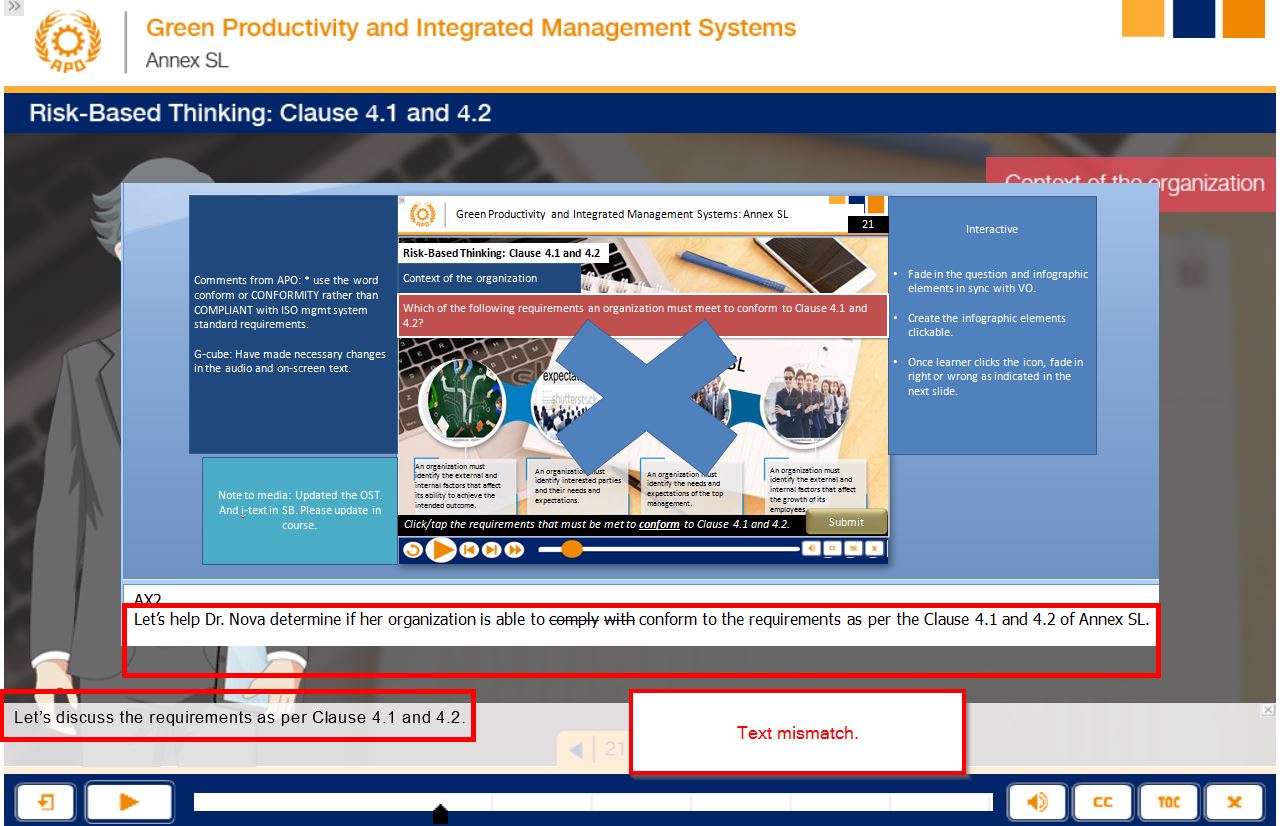 Green Productivity and Integrated Management Systems
APO
Annex SL
Risk-Based Thinking: Clause 4.1 and 4.2
Context of the organization
Comments from APO: * use the word
conform or CONFORMITY rather than
COMPLIANT with ISO mgmt system
standard requirements.
G-cube: Have made necessary changes
in the audio and on-screen text.
Note to media: Updated the OST.
And i-text in SB. Please update in
course.
Green Productivity and Integrated Management Systems: Annex SL
21
Risk-Based Thinking: Clause 4.1 and 4.2
Context of the organization
Which of the following requirements an organization must meet to conform to Clause 4.1 and
4.2?
SL
shutterstock
An organization must
identify the external and
internal factors that affect
its ability to achieve the
intended outcome.
An organization must
identify interested parties
and their needs and
expectations.
An organization must
identify the needs and
expectations of the top
management.
An organization must
identify the external and
internal factors that affect
the growth of its
employees
Click/tap the requirements that must be met to conform to Clause 4.1 and 4.2.
Submit
CC
Interactive
• Fade in the question and infographic
elements in sync with VO.
• Create the infographic elements
clickable.
• Once learner clicks the icon, fade in
right or wrong as indicated in the
next slide.
AX2
Let's help Dr. Nova determine if her organization is able to comply with conform to the requirements as per the Clause 4.1 and 4.2 of Annex SL.
Let's discuss the requirements as per Clause 4.1 and 4.2.
Text mismatch.
21
CC
TOC